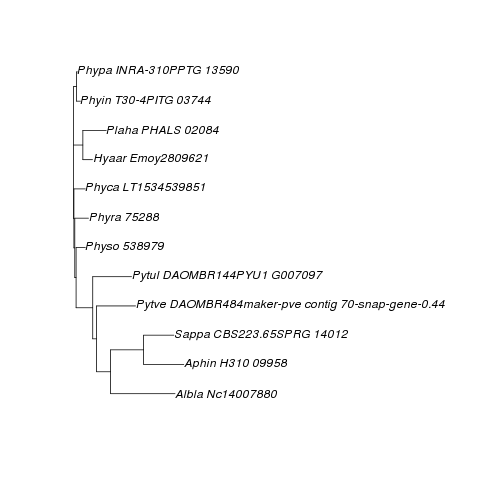 Phypa INRA-310PPTG 13590
Phyin T30-4PITG 03744
Plaha PHALS 02084
Hyaar Emoy2809621
Phyca LT1534539851
Phyra 75288
Physo 538979
Pytul DAOMBR144PYU1 G007097
Pytve DAOMBR484maker-pve contig 70-snap-gene-0.44
Sappa CBS223.65SPRG 14012
Aphin H310 09958
Albla Nc14007880